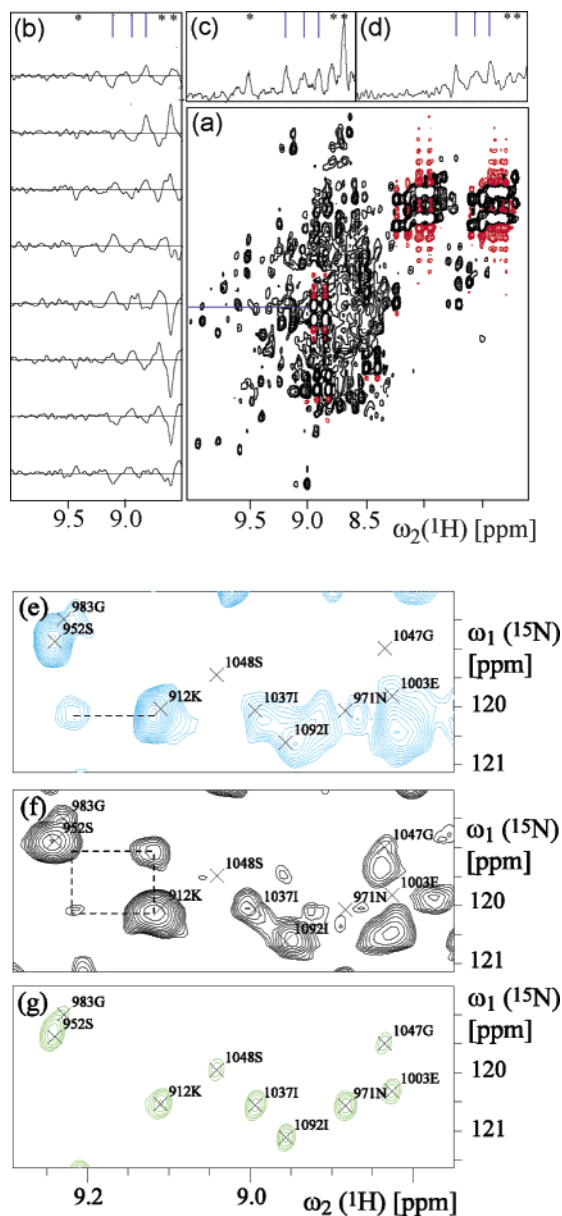 (b)
* * *
(c)
* * *
(d)
* *
(a)
9.5 9.0
9.5 9.0 8.5
ω2(1H) [ppm]
(e)
983G
952S
1048S
1047G
912K
1037I
971N
1003E
1092I
ω1 (15N)
[ppm]
120
121
(f)
983G
952S
1048S
1047G
912K
1037I
971N
1003E
1092I
ω1 (15N)
[ppm]
120
121
(g)
983G
952S
1048S
1047G
912K
1037I
971N
1003E
1092I
ω1 (15N)
[ppm]
120
121
9.2 9.0
ω2 (1H) [ppm]